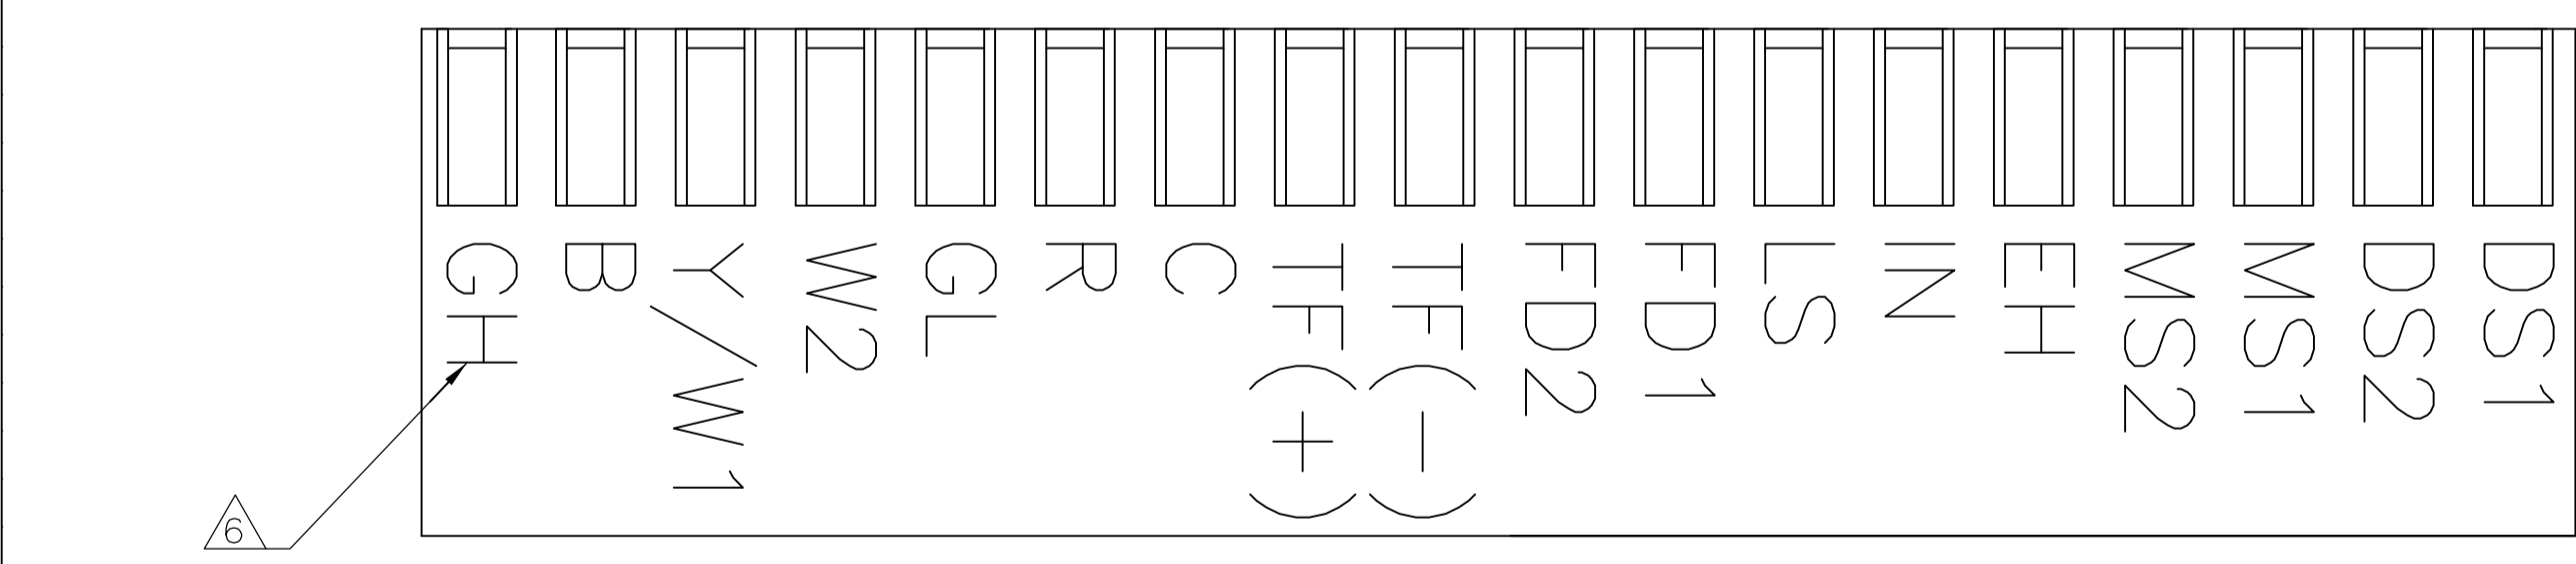 GH
B
Y/W1
W2
GL
R
C
TF(+)
TF(-)
FD2
FD1
LS
IN
EH
MS2
MS1
DS2
DS1
6